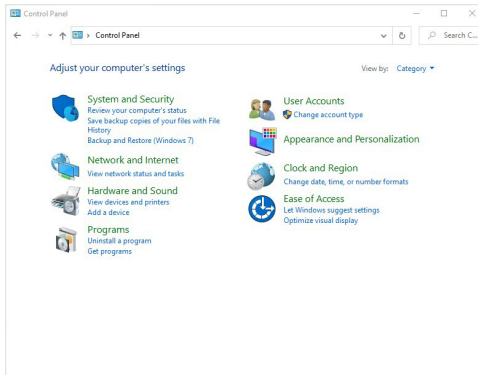 Control Panel
Control Panel
Search C...
Adjust your computer's settings
View by: Category
System and Security
Review your computer's status
Save backup copies of your files with File
History
Backup and Restore (Windows 7)
Network and Internet
View network status and tasks
Hardware and Sound
View devices and printers
Add a device
Programs
Uninstall a program
Get programs
User Accounts
Change account type
Appearance and Personalization
Clock and Region
Change date, time, or number formats
Ease of Access
Let Windows suggest settings
Optimize visual display